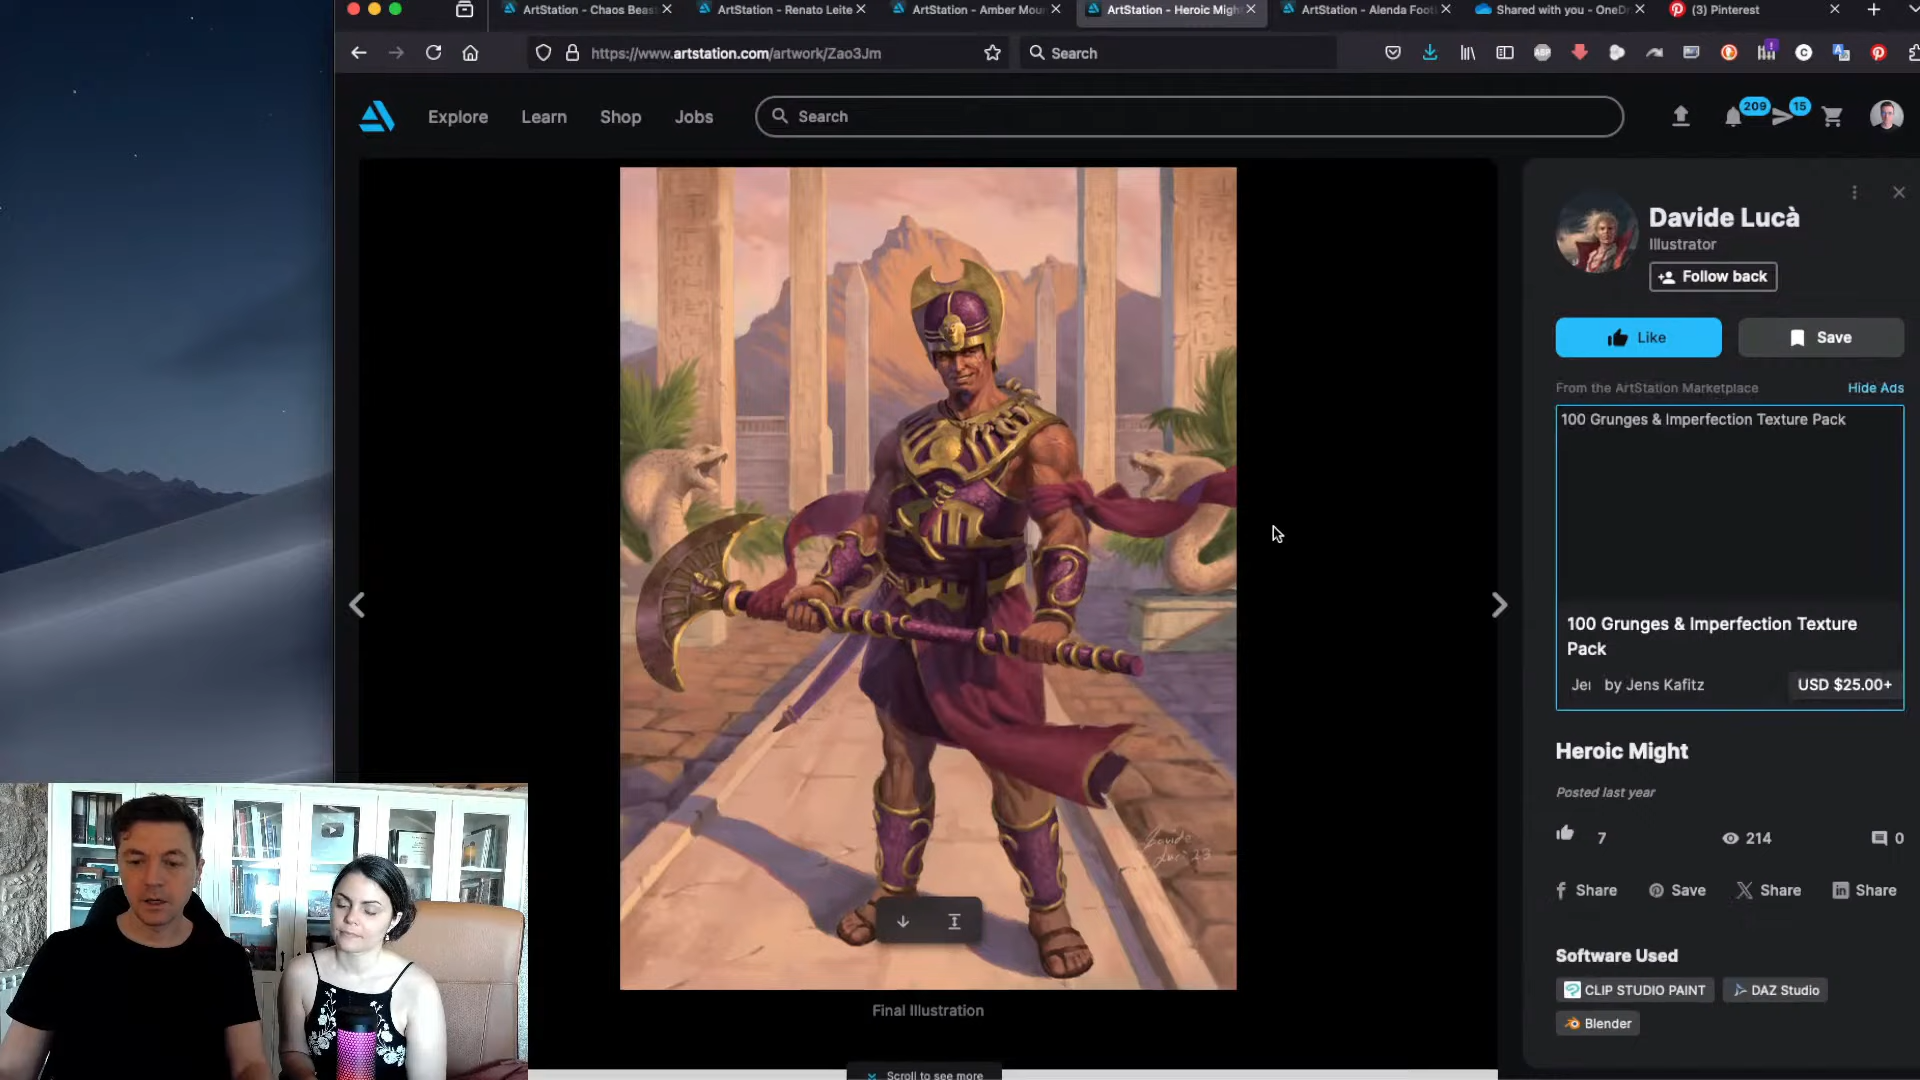 ArtStation - Chaos Beas
ArtStation - Renato Leite
ArtStation - Amber Mou
ArtStation - Heroic Migh
ArtStation - Alenda Foot
Shared with you - OneDr
(3) Pinterest
https://www.artstation.com/artwork/Zao3Jm
Search
Explore
Learn
Shop
Jobs
Search
209
15
Davide Lucà
Illustrator
Follow back
Like
Save
From the ArtStation Marketplace
Hide Ads
100 Grunges & Imperfection Texture Pack
100 Grunges & Imperfection Texture
Pack
Jer
by Jens Kafitz
USD $25.00+
Heroic Might
Posted last year
7
214
0
Share
Save
Share
Share
Software Used
CLIP STUDIO PAINT
DAZ Studio
Blender
Final Illustration
Scroll to see more